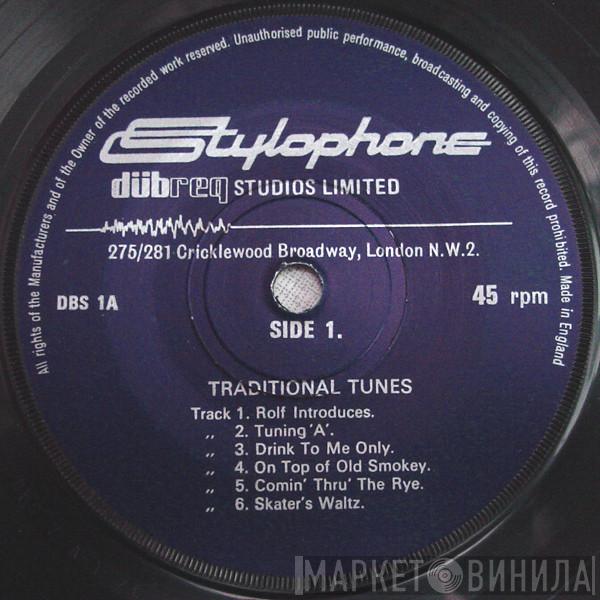 All rights of the Manufacturers and of the Owner of the recorded work reserved. Unauthorised public performance, broadcasting and copying of this record prohibited. Made in England
Stylophone
dübreq STUDIOS LIMITED
275/281 Cricklewood Broadway, London N.W.2.
DBS 1A
45 rpm
SIDE 1.
TRADITIONAL TUNES
Track 1. Rolf Introduces.
,, 2. Tuning 'A'.
,, 3. Drink To Me Only.
,, 4. On Top of Old Smokey.
,, 5. Comin' Thru' The Rye.
,, 6. Skater's Waltz.
МАРКЕТ ВИНИЛА